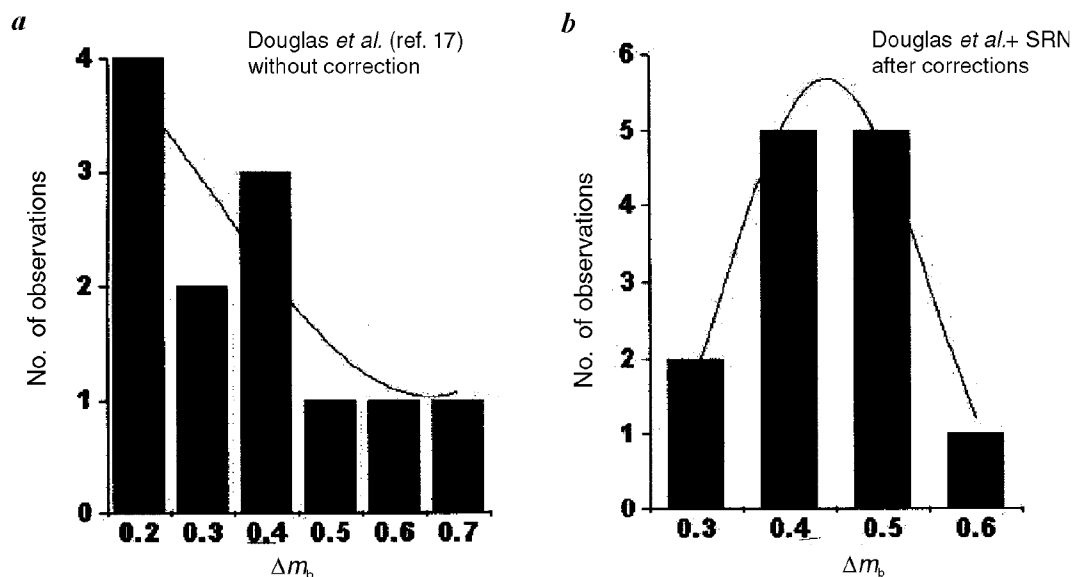 a
Douglas et al. (ref. 17)
without correction
No. of observations
4
3
2
1
0
0.2 0.3 0.4 0.5 0.6 0.7
Δm_b
b
Douglas et al.+ SRN
after corrections
No. of observations
6
5
4
3
2
1
0
0.3 0.4 0.5 0.6
Δm_b